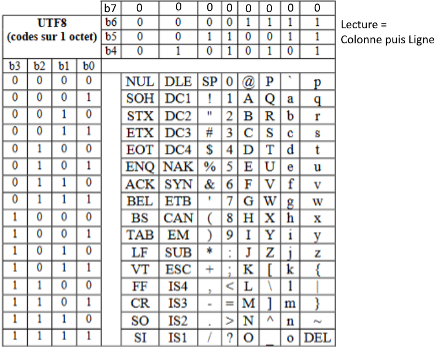 b7 0 0 0 0 0 0 0 0
UTF8 b6 0 0 0 0 1 1 1 1 Lecture =
(codes sur 1 octet) b5 0 0 1 1 0 0 1 1 Colonne puis Ligne
b4 0 1 0 1 0 1 0 1
b3 b2 b1 b0
0 0 0 0 NUL DLE SP 0 @ P ` p
0 0 0 1 SOH DC1 ! 1 A Q a q
0 0 1 0 STX DC2 " 2 B R b r
0 0 1 1 ETX DC3 # 3 C S c s
0 1 0 0 EOT DC4 $ 4 D T d t
0 1 0 1 ENQ NAK % 5 E U e u
0 1 1 0 ACK SYN & 6 F V f v
0 1 1 1 BEL ETB ' 7 G W g w
1 0 0 0 BS CAN ( 8 H X h x
1 0 0 1 TAB EM ) 9 I Y i y
1 0 1 0 LF SUB * : J Z j z
1 0 1 1 VT ESC + ; K [ k {
1 1 0 0 FF IS4 , < L \ l |
1 1 0 1 CR IS3 - = M ] m }
1 1 1 0 SO IS2 . > N ^ n ~
1 1 1 1 SI IS1 / ? O _ o DEL